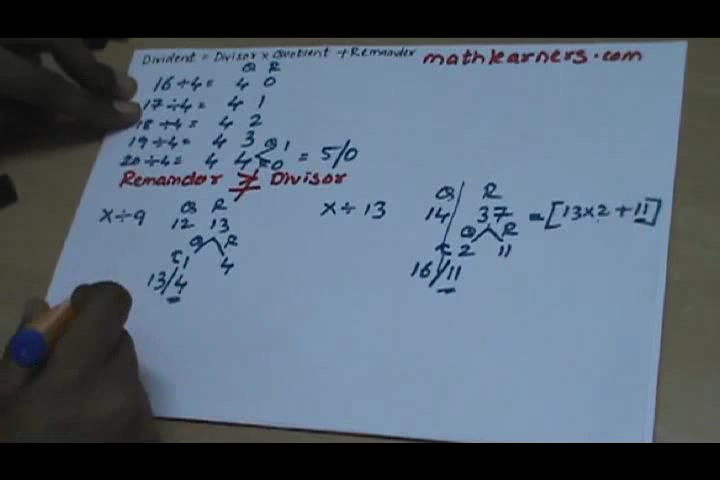 Divident = Divisor x Quotient + Remainder
mathlearners.com
Q R
16 ÷ 4 = 4 0
17 ÷ 4 = 4 1
18 ÷ 4 = 4 2
19 ÷ 4 = 4 3 Q 1
20 ÷ 4 = 4 4 R 0 = 5/0
Remainder ≱ Divisor
X ÷ 9 Q R
12 13
Q R
1 4
13/4
X ÷ 13 Q R
14 37 = [13x2 + 11]
Q R
2 11
16/11